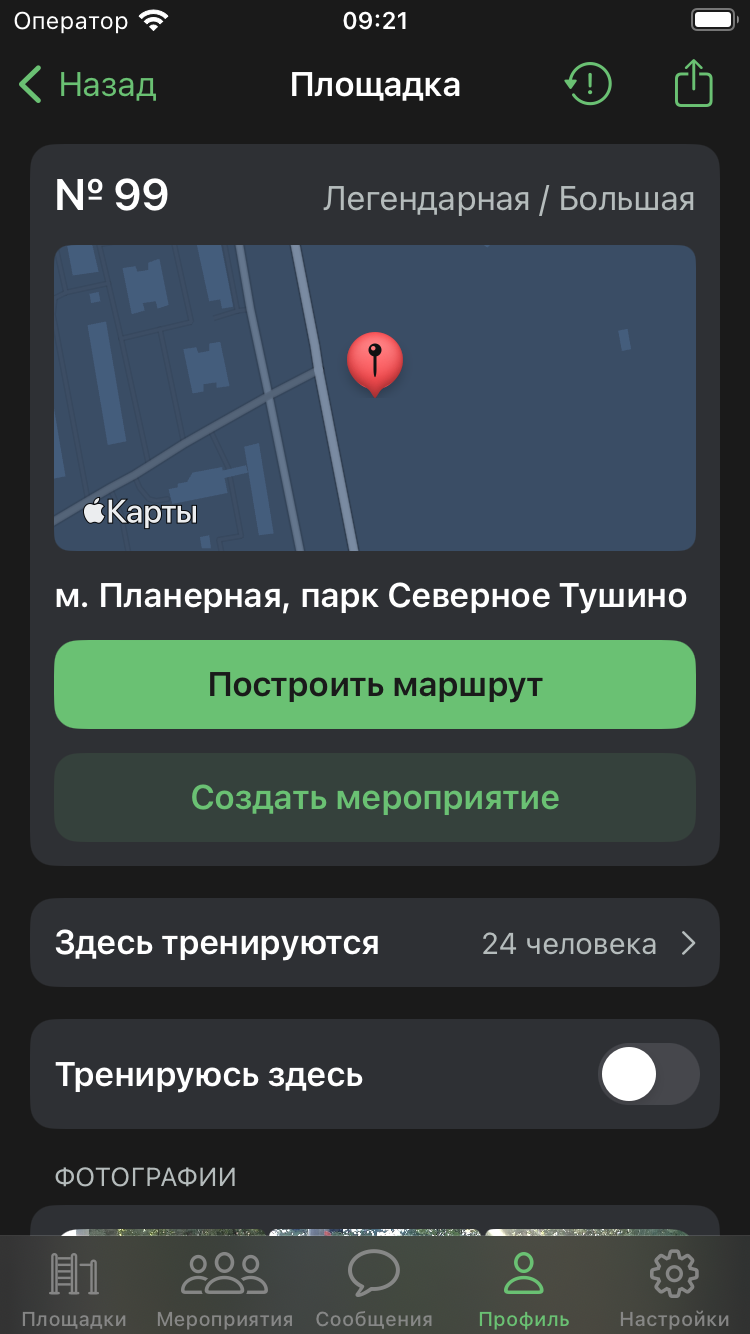 Оператор 09:21
Назад Площадка
№ 99 Легендарная / Большая
Карты
м. Планерная, парк Северное Тушино
Построить маршрут
Создать мероприятие
Здесь тренируются 24 человека
Тренируюсь здесь
ФОТОГРАФИИ
Площадки Мероприятия Сообщения Профиль Настройки